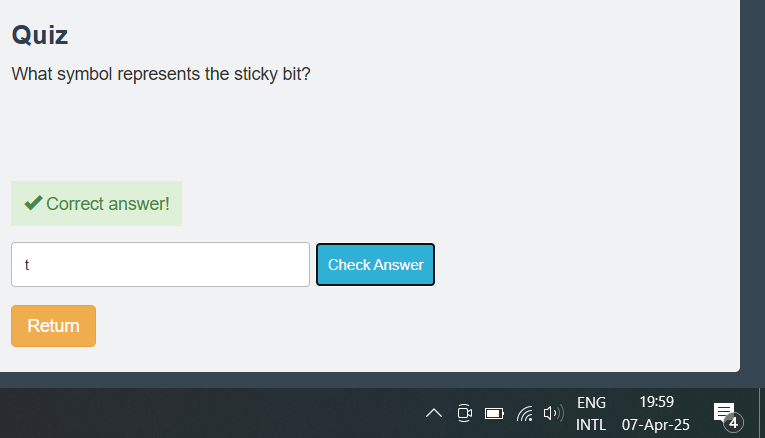 Quiz
What symbol represents the sticky bit?
Correct answer!
t
Check Answer
Return
ENG
INTL
19:59
07-Apr-25
4